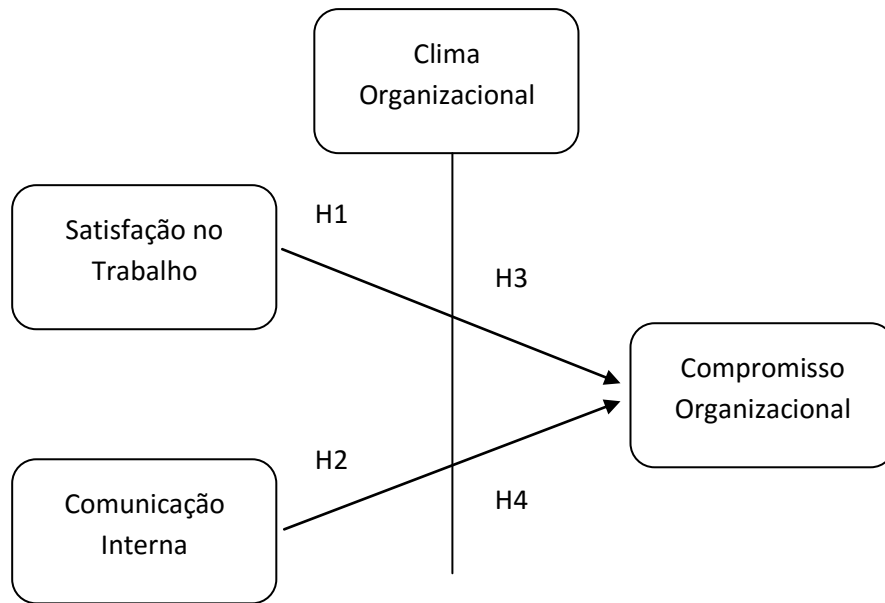 Clima
Organizacional
H1
Satisfação no
Trabalho
H3
Compromisso
Organizacional
H2
Comunicação
Interna
H4